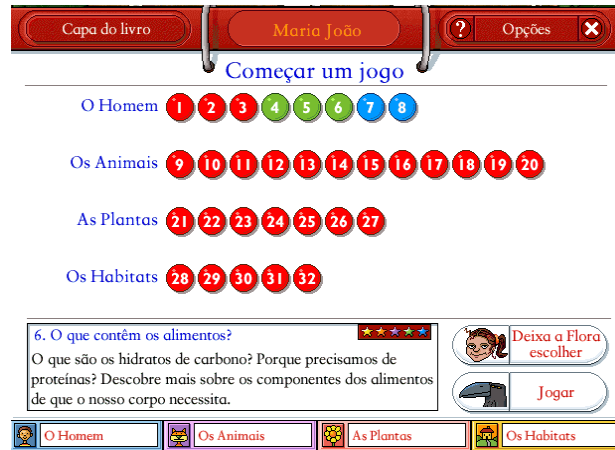 Capa do livro
Maria João
?
Opções
X
Começar um jogo
O Homem 1 2 3 4 5 6 7 8
Os Animais 9 10 11 12 13 14 15 16 17 18 19 20
As Plantas 21 22 23 24 25 26 27
Os Habitats 28 29 30 31 32
6. O que contêm os alimentos?
O que são os hidratos de carbono? Porque precisamos de
proteínas? Descobre mais sobre os componentes dos alimentos
de que o nosso corpo necessita.
Deixa a Flora
escolher
Jogar
O Homem
Os Animais
As Plantas
Os Habitats